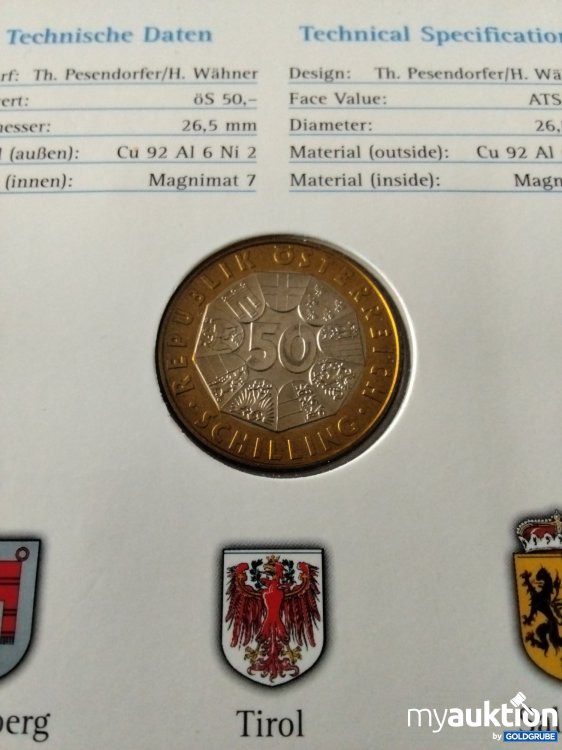 Technische Daten
Technical Specification
rf: Th. Pesendorfer/H. Wähner
Design: Th. Pesendorfer/H. Wä
ert: öS 50,–
Face Value: ATS
esser: 26,5 mm
Diameter: 26,
l (außen): Cu 92 Al 6 Ni 2
Material (outside): Cu 92 Al
(innen): Magnimat 7
Material (inside): Magn
REPUBLIK ÖSTERREICH
50
SCHILLING
berg
Tirol
myauktion
by GOLDGRUBE